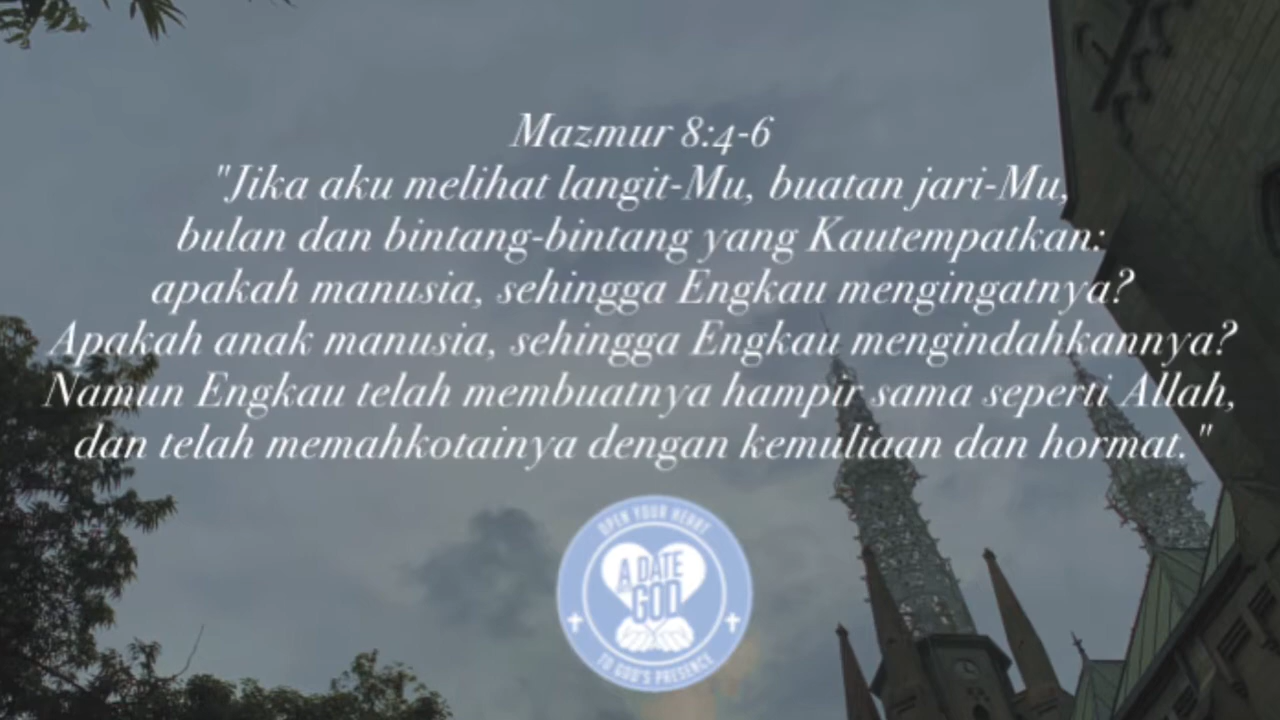 Mazmur 8:4-6
"Jika aku melihat langit-Mu, buatan jari-Mu,
bulan dan bintang-bintang yang Kautempatkan:
apakah manusia, sehingga Engkau mengingatnya?
Apakah anak manusia, sehingga Engkau mengindahkannya?
Namun Engkau telah membuatnya hampir sama seperti Allah,
dan telah memahkotainya dengan kemuliaan dan hormat."
OPEN YOUR HEART
A DATE
GOD
TO GOD'S PRESENCE